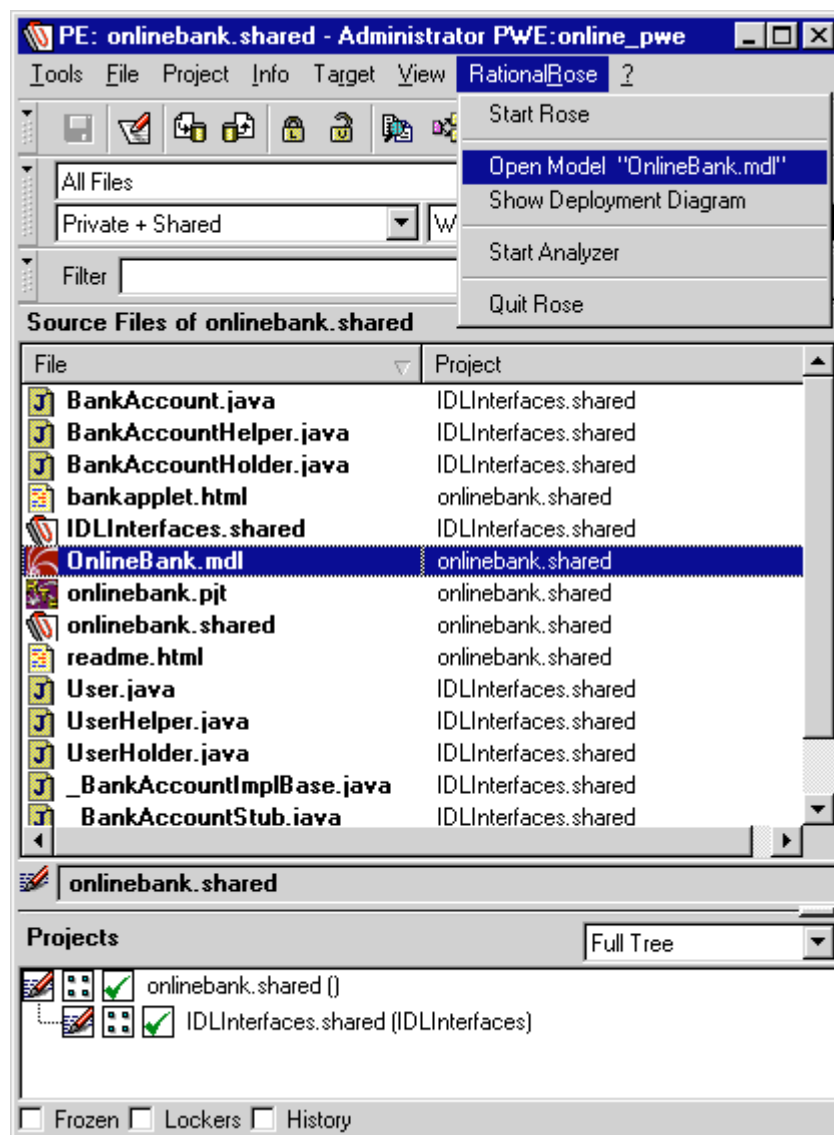 PE: onlinebank.shared - Administrator PWE:online_pwe
Tools File Project Info Target View RationalRose ?
Start Rose
Open Model "OnlineBank.mdl"
Show Deployment Diagram
Start Analyzer
Quit Rose
All Files
Private + Shared W
Filter
Source Files of onlinebank.shared
File Project
BankAccount.java IDLInterfaces.shared
BankAccountHelper.java IDLInterfaces.shared
BankAccountHolder.java IDLInterfaces.shared
bankapplet.html onlinebank.shared
IDLInterfaces.shared IDLInterfaces.shared
OnlineBank.mdl onlinebank.shared
onlinebank.pjt onlinebank.shared
onlinebank.shared onlinebank.shared
readme.html onlinebank.shared
User.java IDLInterfaces.shared
UserHelper.java IDLInterfaces.shared
UserHolder.java IDLInterfaces.shared
_BankAccountImplBase.java IDLInterfaces.shared
_BankAccountStub.java IDLInterfaces.shared
onlinebank.shared
Projects Full Tree
onlinebank.shared ()
IDLInterfaces.shared (IDLInterfaces)
Frozen Lockers History